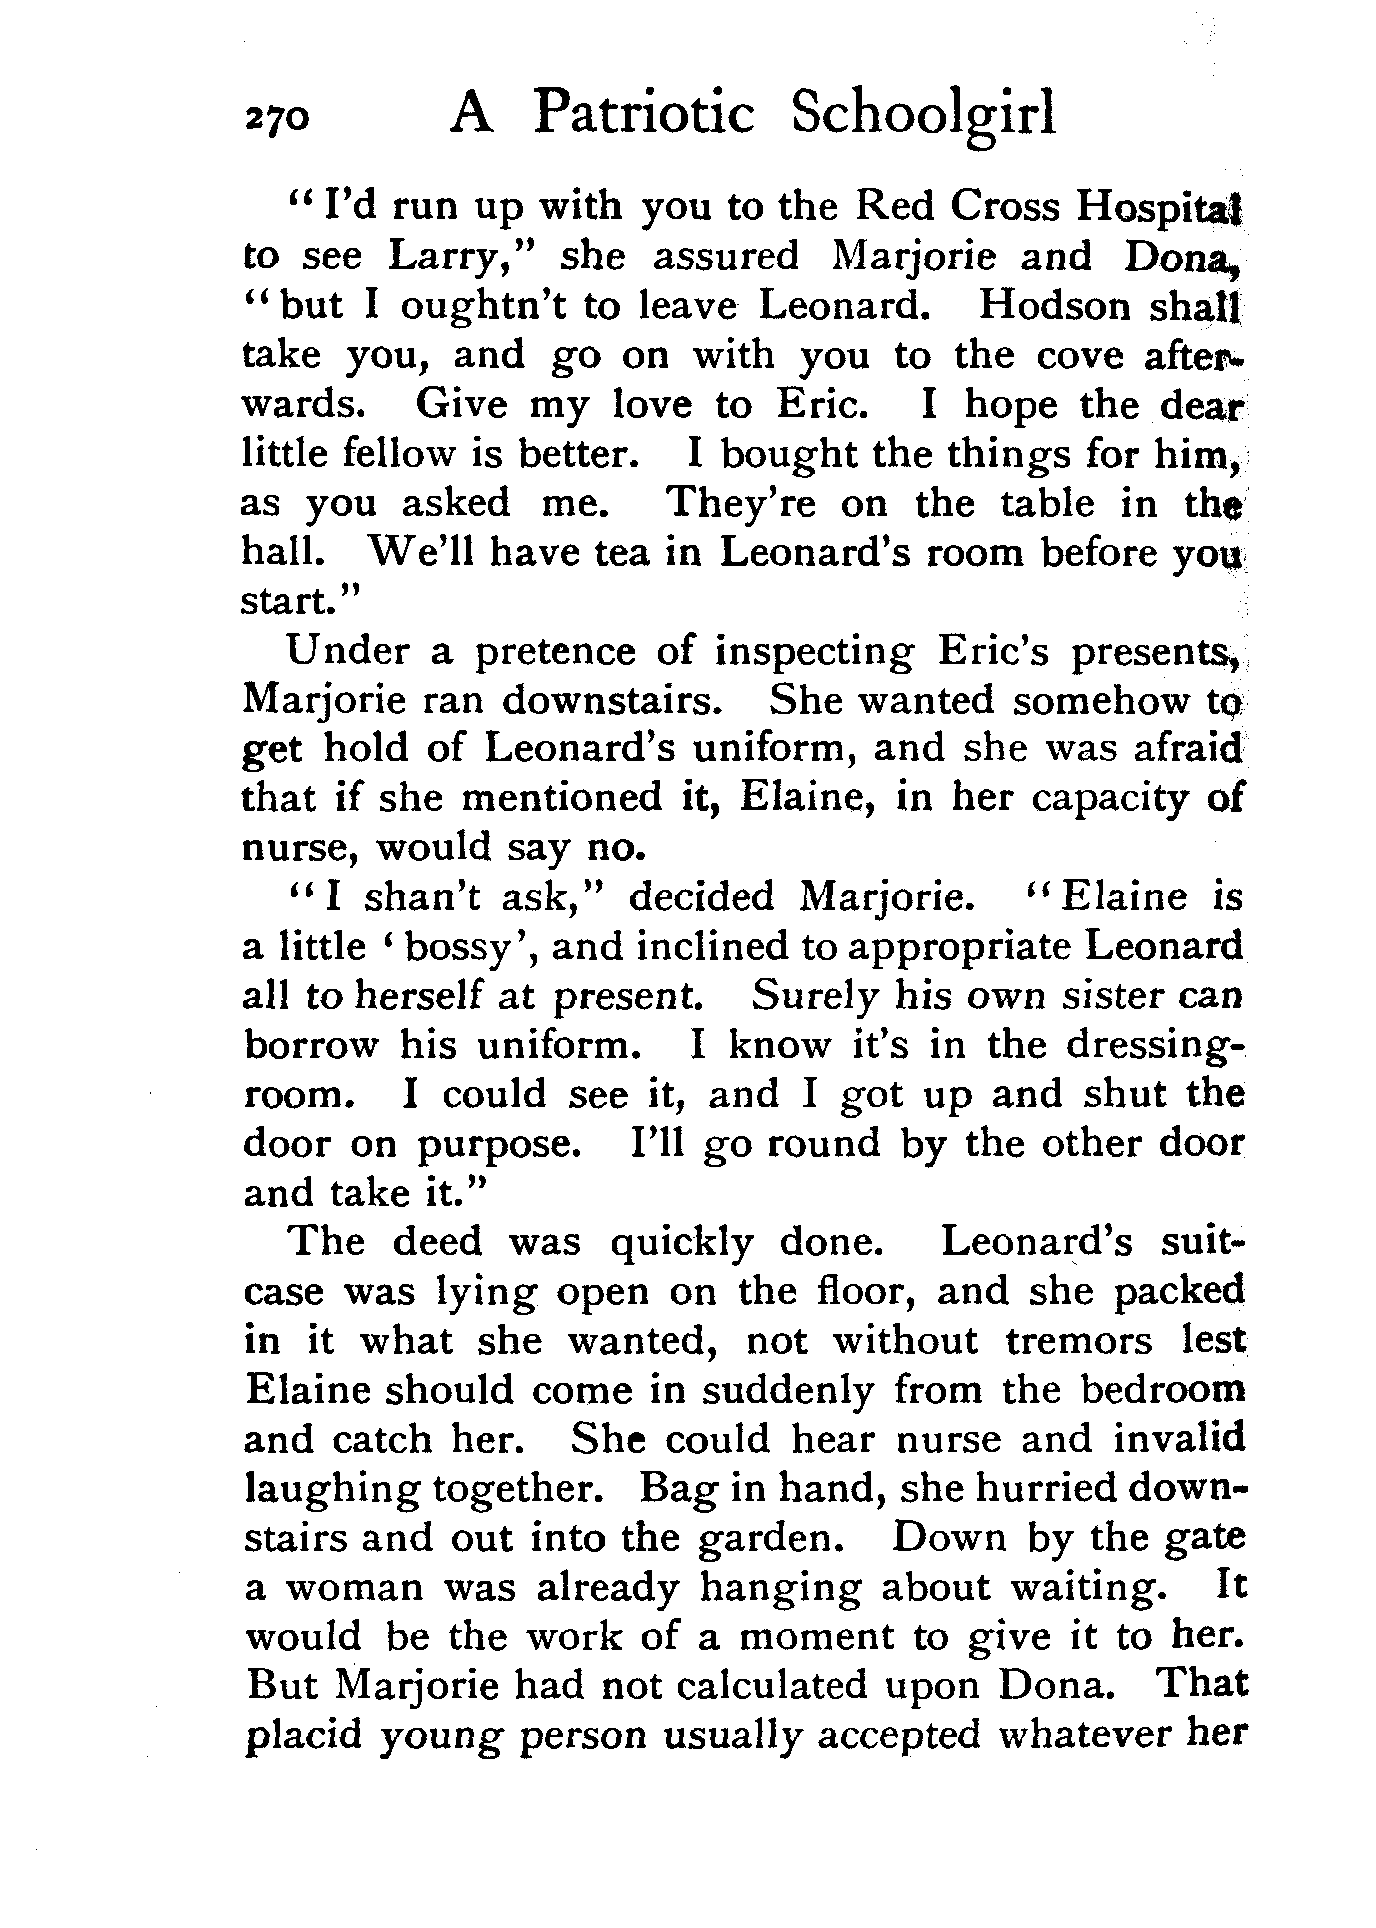 270 A Patriotic Schoolgirl
"I'd run up with you to the Red Cross Hospital
to see Larry," she assured Marjorie and Dona,
"but I oughtn't to leave Leonard. Hodson shall
take you, and go on with you to the cove after-
wards. Give my love to Eric. I hope the dear
little fellow is better. I bought the things for him,
as you asked me. They're on the table in the
hall. We'll have tea in Leonard's room before you
start."
Under a pretence of inspecting Eric's presents,
Marjorie ran downstairs. She wanted somehow to
get hold of Leonard's uniform, and she was afraid
that if she mentioned it, Elaine, in her capacity of
nurse, would say no.
"I shan't ask," decided Marjorie. "Elaine is
a little 'bossy', and inclined to appropriate Leonard
all to herself at present. Surely his own sister can
borrow his uniform. I know it's in the dressing-
room. I could see it, and I got up and shut the
door on purpose. I'll go round by the other door
and take it."
The deed was quickly done. Leonard's suit-
case was lying open on the floor, and she packed
in it what she wanted, not without tremors lest
Elaine should come in suddenly from the bedroom
and catch her. She could hear nurse and invalid
laughing together. Bag in hand, she hurried down-
stairs and out into the garden. Down by the gate
a woman was already hanging about waiting. It
would be the work of a moment to give it to her.
But Marjorie had not calculated upon Dona. That
placid young person usually accepted whatever her